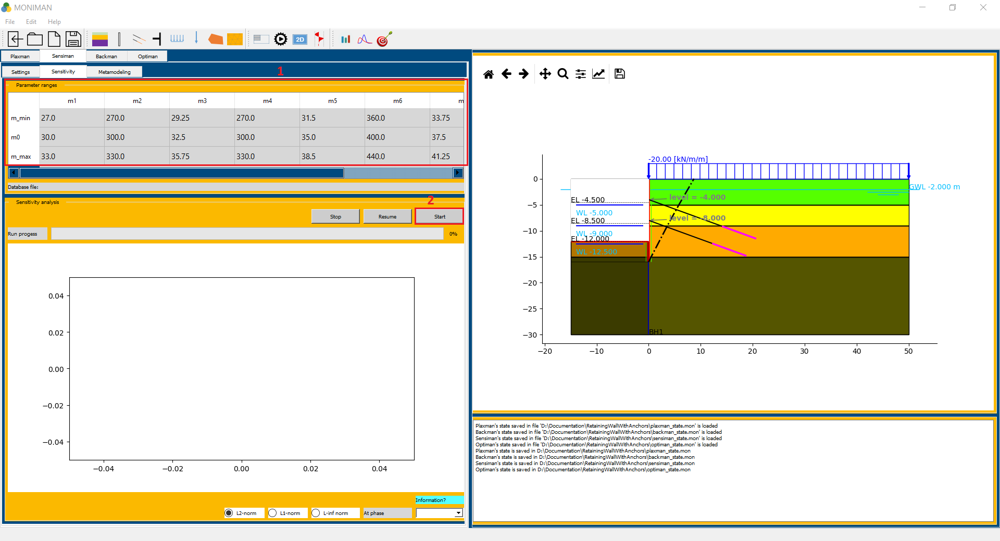 MONIMAN
File Edit Help
2D
Plaxman Sensiman Backman Optiman
Settings Sensitivity Metamodeling
1
Parameter ranges
m1 m2 m3 m4 m5 m6 m
m_min 27.0 270.0 29.25 270.0 31.5 360.0 33.75
m0 30.0 300.0 32.5 300.0 35.0 400.0 37.5
m_max 33.0 330.0 35.75 330.0 38.5 440.0 41.25
Database file:
Sensitivity analysis
2
Stop Resume Start
Run progess 0%
0.04
0.02
0.00
−0.02
−0.04
−0.04 −0.02 0.00 0.02 0.04
Information?
L2-norm L1-norm L-inf norm At phase
-20.00 [kN/m/m]
GWL -2.000 m
EL -4.500
level = -4.000
WL -5.000
EL -8.500
level = -8.000
WL -9.000
EL -12.000
WL -12.500
BH1
0
−5
−10
−15
−20
−25
−30
−20 −10 0 10 20 30 40 50
Plaxman's state saved in file 'D:\Documentation\RetainingWallWithAnchors\plaxman_state.mon' is loaded
Backman's state saved in file 'D:\Documentation\RetainingWallWithAnchors\backman_state.mon' is loaded
Sensiman's state saved in file 'D:\Documentation\RetainingWallWithAnchors\sensiman_state.mon' is loaded
Optiman's state saved in file 'D:\Documentation\RetainingWallWithAnchors\optiman_state.mon' is loaded
Plaxman's state is saved in D:\Documentation\RetainingWallWithAnchors\plaxman_state.mon
Backman's state is saved in D:\Documentation\RetainingWallWithAnchors\backman_state.mon
Sensiman's state is saved in D:\Documentation\RetainingWallWithAnchors\sensiman_state.mon
Optiman's state is saved in D:\Documentation\RetainingWallWithAnchors\optiman_state.mon